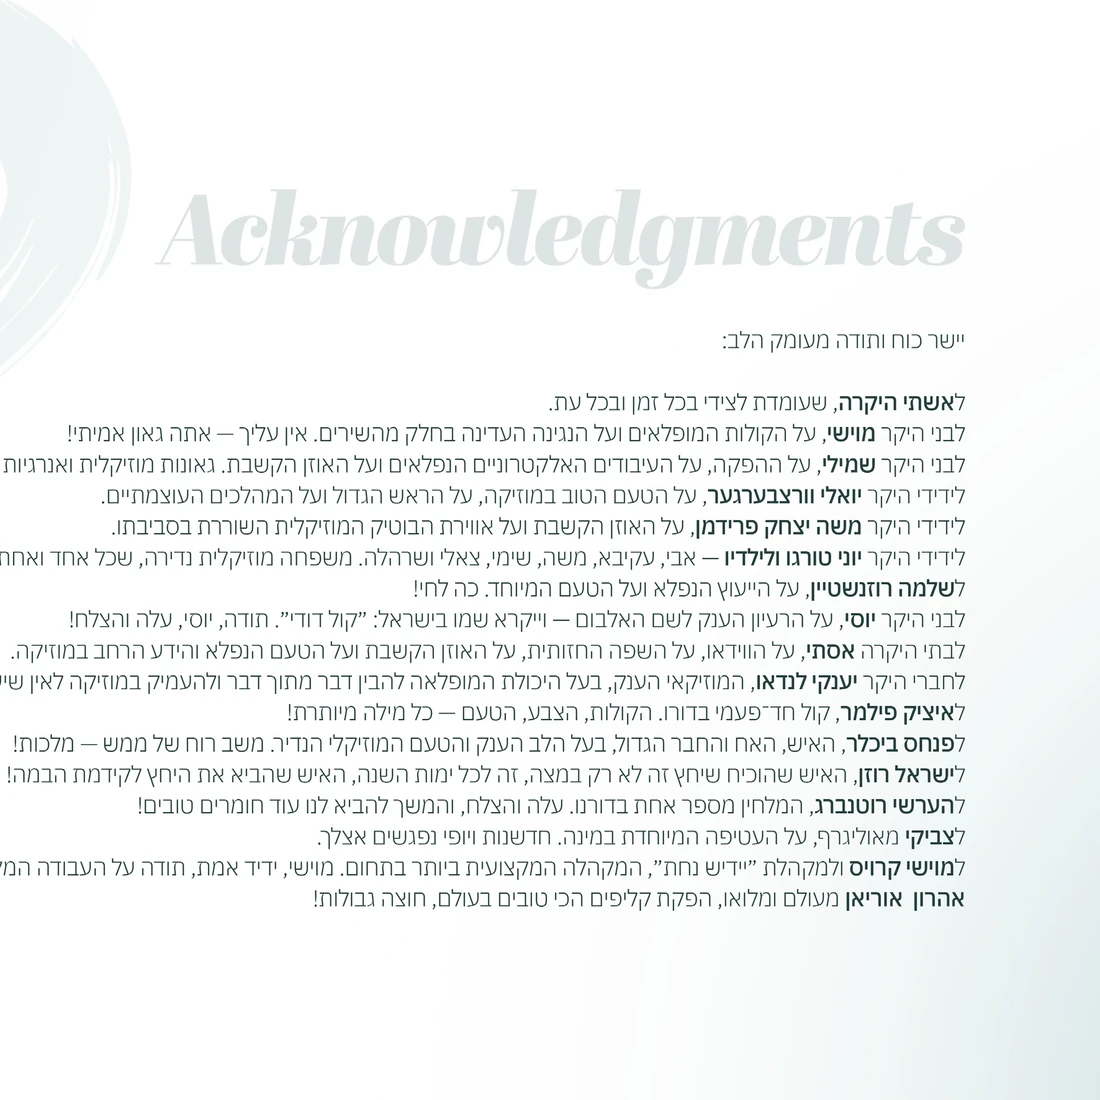 Acknowledgments
יישר כוח ותודה מעומק הלב:
לאשתי היקרה, שעומדת לצידי בכל זמן ובכל עת.
לבני היקר מוישי, על הקולות המופלאים ועל הנגינה העדינה בחלק מהשירים. אין עליך — אתה גאון אמיתי!
לבני היקר שמילי, על ההפקה, על העיבודים האלקטרוניים הנפלאים ועל האוזן הקשבת. גאונות מוזיקלית ואנרגיות
לידידי היקר יואלי וורצבערגער, על הטעם הטוב במוזיקה, על הראש הגדול ועל המהלכים העוצמתיים.
לידידי היקר משה יצחק פרידמן, על האוזן הקשבת ועל אווירת הבוטיק המוזיקלית השוררת בסביבתו.
לידידי היקר יוני טורגו ולילדיו — אבי, עקיבא, משה, שימי, צאלי ושרהלה. משפחה מוזיקלית נדירה, שכל אחד ואחת
לשלמה רוזנשטיין, על הייעוץ הנפלא ועל הטעם המיוחד. כה לחי!
לבני היקר יוסי, על הרעיון הענק לשם האלבום — וייקרא שמו בישראל: ״קול דודי״. תודה, יוסי, עלה והצלח!
לבתי היקרה אסתי, על הווידאו, על השפה החזותית, על האוזן הקשבת ועל הטעם הנפלא והידע הרחב במוזיקה.
לחברי היקר יענקי לנדאו, המוזיקאי הענק, בעל היכולת המופלאה להבין דבר מתוך דבר ולהעמיק במוזיקה לאין
לאיציק פילמר, קול חד־פעמי בדורו. הקולות, הצבע, הטעם — כל מילה מיותרת!
לפנחס ביכלר, האיש, האח והחבר הגדול, בעל הלב הענק והטעם המוזיקלי הנדיר. משב רוח של ממש — מלכות!
לישראל רוזן, האיש שהוכיח שיחץ זה לא רק במצה, זה לכל ימות השנה, האיש שהביא את היחץ לקידמת הבמה!
להערשי רוטנברג, המלחין מספר אחת בדורנו. עלה והצלח, והמשך להביא לנו עוד חומרים טובים!
לצביקי מאוליגרף, על העטיפה המיוחדת במינה. חדשנות ויופי נפגשים אצלך.
למוישי קרויס ולמקהלת ״יידיש נחת״, המקהלה המקצועית ביותר בתחום. מוישי, ידיד אמת, תודה על העבודה
אהרון אוריאן מעולם ומלואו, הפקת קליפים הכי טובים בעולם, חוצה גבולות!